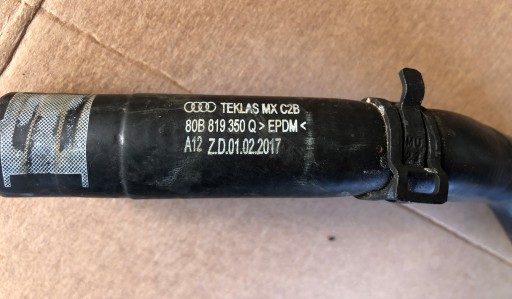 TEKLAS MX C2B
80B 819 350 Q > EPDM <
A12 Z.D.01.02.2017